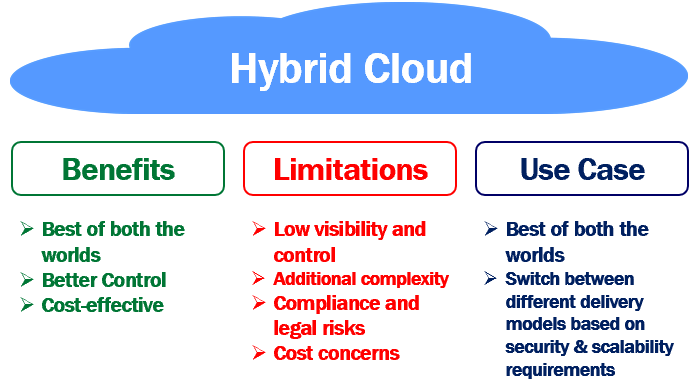 Hybrid Cloud
Benefits
Best of both the
worlds
Better Control
Cost-effective
Limitations
Low visibility and
control
Additional complexity
Compliance and
legal risks
Cost concerns
Use Case
Best of both the
worlds
Switch between
different delivery
models based on
security & scalability
requirements